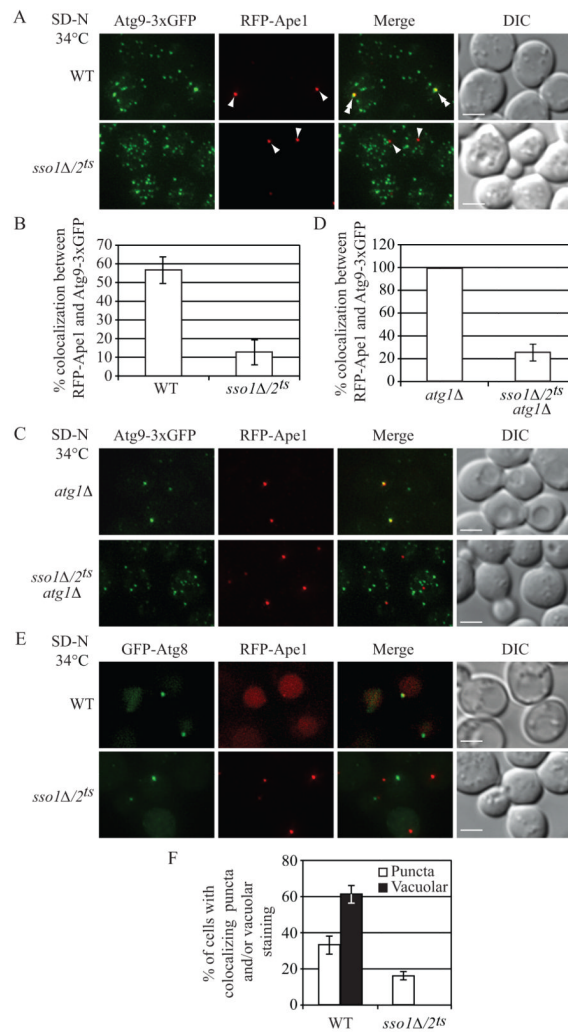 A
SD-N
34°C
Atg9-3xGFP
RFP-Ape1
Merge
DIC
WT
sso1Δ/2ts
B
% colocalization between
RFP-Ape1 and Atg9-3xGFP
70
60
50
40
30
20
10
0
WT
sso1Δ/2ts
D
% colocalization between
RFP-Ape1 and Atg9-3xGFP
120
100
80
60
40
20
0
atg1Δ
sso1Δ/2ts
atg1Δ
C
SD-N
34°C
Atg9-3xGFP
RFP-Ape1
Merge
DIC
atg1Δ
sso1Δ/2ts
atg1Δ
E
SD-N
34°C
GFP-Atg8
RFP-Ape1
Merge
DIC
WT
sso1Δ/2ts
F
% of cells with
colocalizing puncta
and/or vacuolar
staining
80
60
40
20
0
Puncta
Vacuolar
WT
sso1Δ/2ts